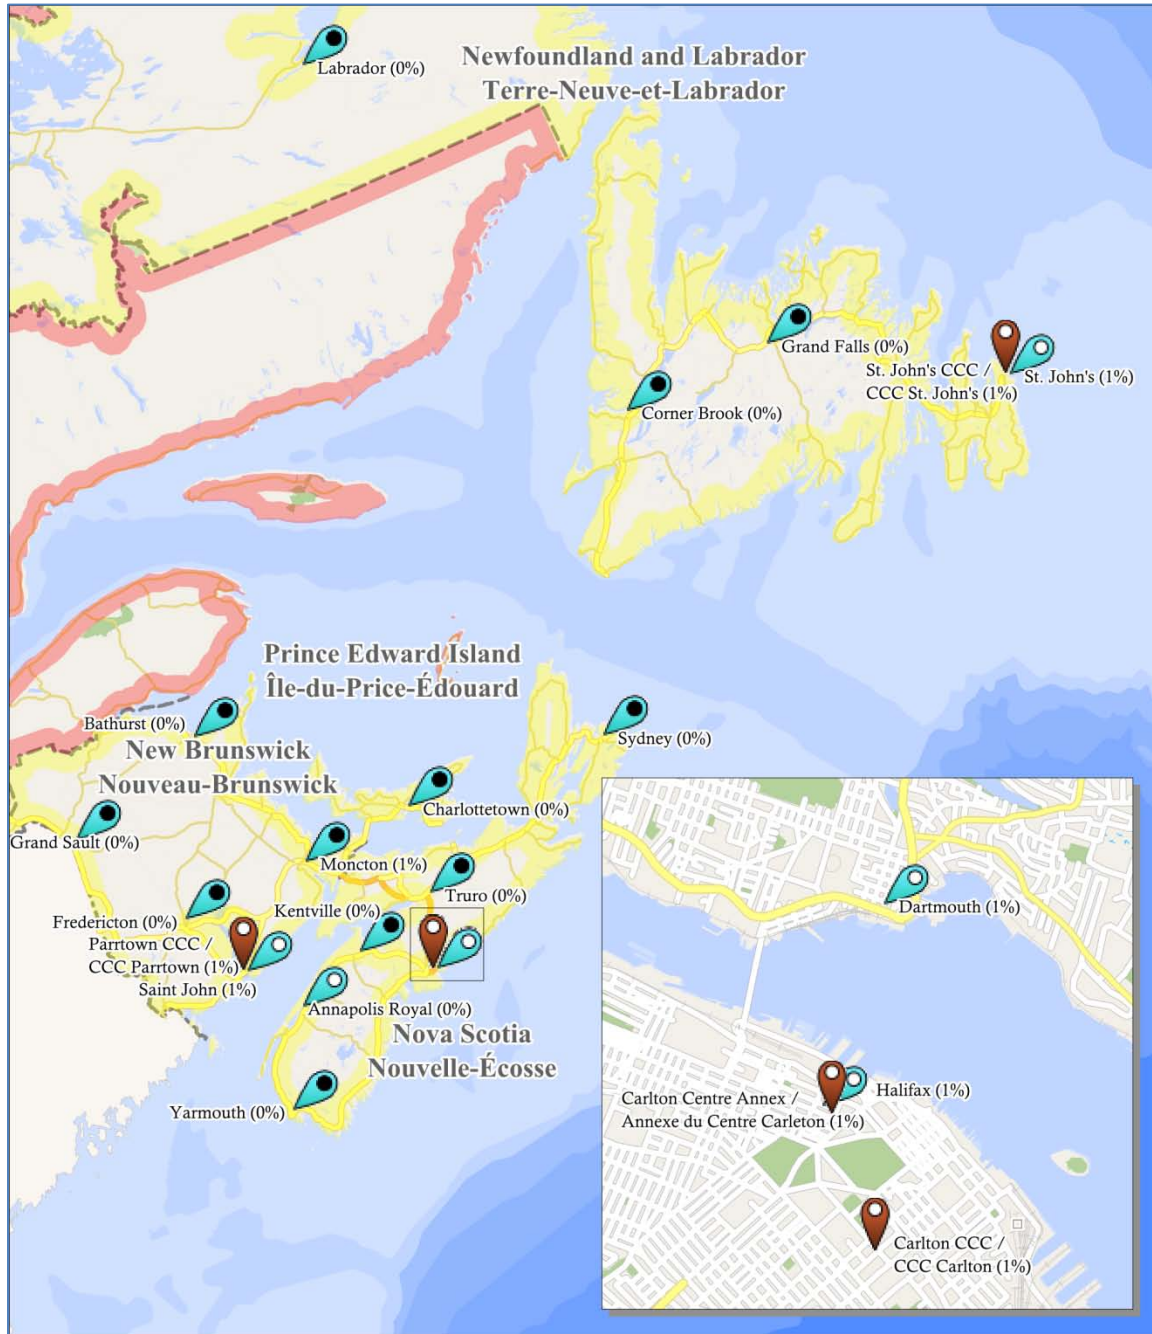 Labrador (0%)
Newfoundland and Labrador
Terre-Neuve-et-Labrador
Grand Falls (0%)
St. John's CCC /
CCC St. John's (1%)
St. John's (1%)
Corner Brook (0%)
Prince Edward Island
Île-du-Price-Édouard
Bathurst (0%)
New Brunswick
Nouveau-Brunswick
Sydney (0%)
Charlottetown (0%)
Grand Sault (0%)
Moncton (1%)
Truro (0%)
Kentville (0%)
Fredericton (0%)
Parrtown CCC /
CCC Parrtown (1%)
Saint John (1%)
Annapolis Royal (0%)
Nova Scotia
Nouvelle-Écosse
Yarmouth (0%)
Dartmouth (1%)
Halifax (1%)
Carlton Centre Annex /
Annexe du Centre Carleton (1%)
Carlton CCC /
CCC Carlton (1%)